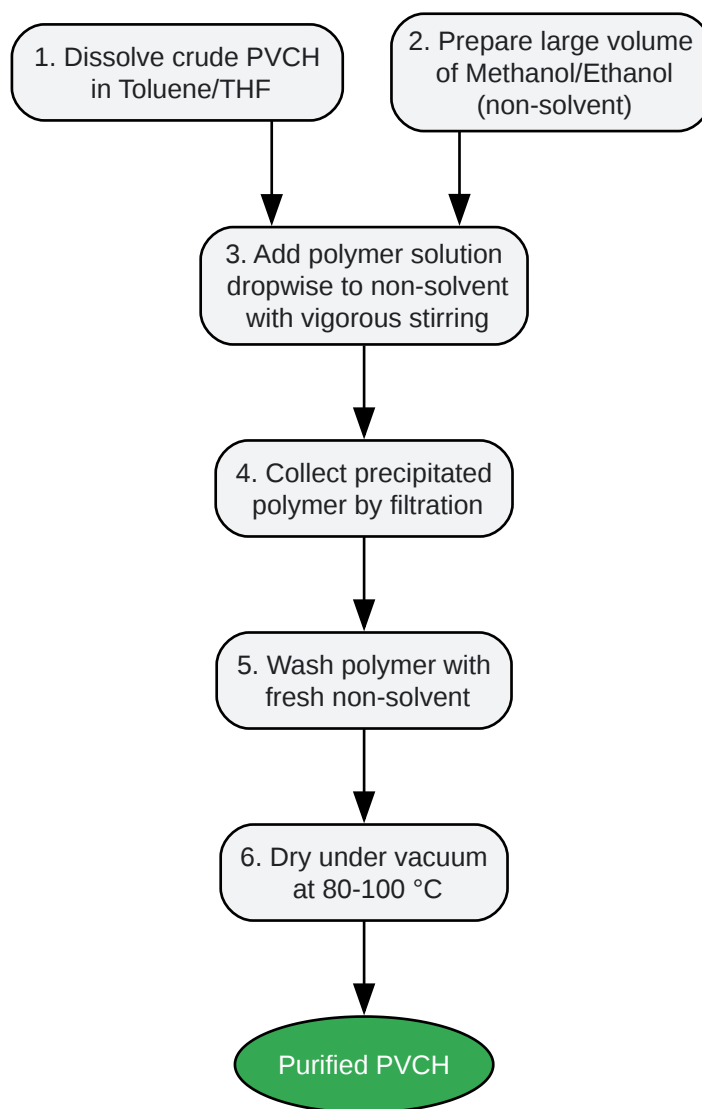 1. Dissolve crude PVCH
in Toluene/THF
2. Prepare large volume
of Methanol/Ethanol
(non-solvent)
3. Add polymer solution
dropwise to non-solvent
with vigorous stirring
4. Collect precipitated
polymer by filtration
5. Wash polymer with
fresh non-solvent
6. Dry under vacuum
at 80-100 °C
Purified PVCH